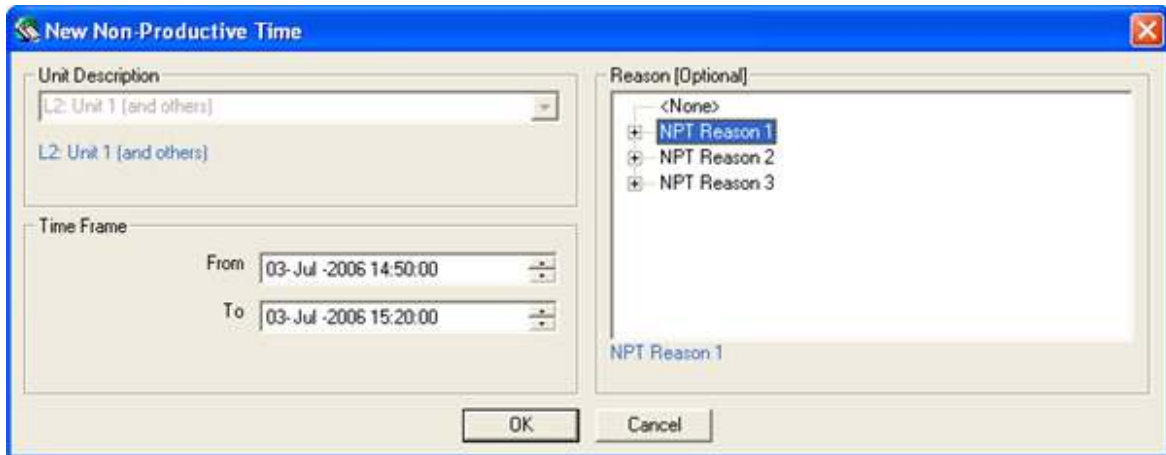 New Non-Productive Time
Unit Description
L2: Unit 1 (and others)
L2: Unit 1 (and others)
Time Frame
From 03- Jul -2006 14:50:00
To 03- Jul -2006 15:20:00
Reason [Optional]
<None>
NPT Reason 1
NPT Reason 2
NPT Reason 3
NPT Reason 1
OK Cancel